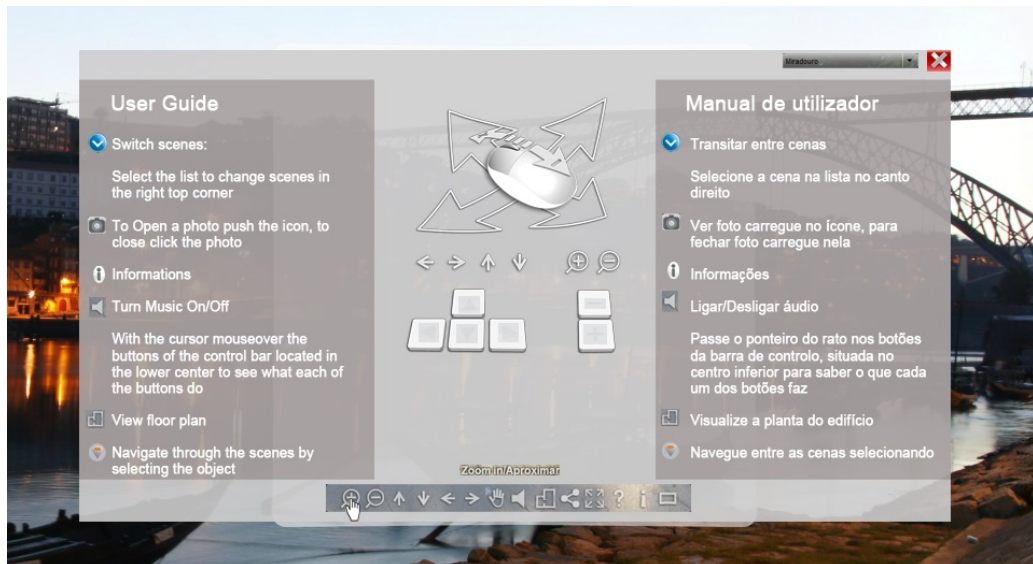 Miradouro
User Guide
Switch scenes:
Select the list to change scenes in
the right top corner
To Open a photo push the icon, to
close click the photo
Informations
Turn Music On/Off
With the cursor mouseover the
buttons of the control bar located in
the lower center to see what each of
the buttons do
View floor plan
Navigate through the scenes by
selecting the object
Manual de utilizador
Transitar entre cenas
Selecione a cena na lista no canto
direito
Ver foto carregue no ícone, para
fechar foto carregue nela
Informações
Ligar/Desligar áudio
Passe o ponteiro do rato nos botões
da barra de controlo, situada no
centro inferior para saber o que cada
um dos botões faz
Visualize a planta do edifício
Navegue entre as cenas selecionando
Zoom in/Aproximar